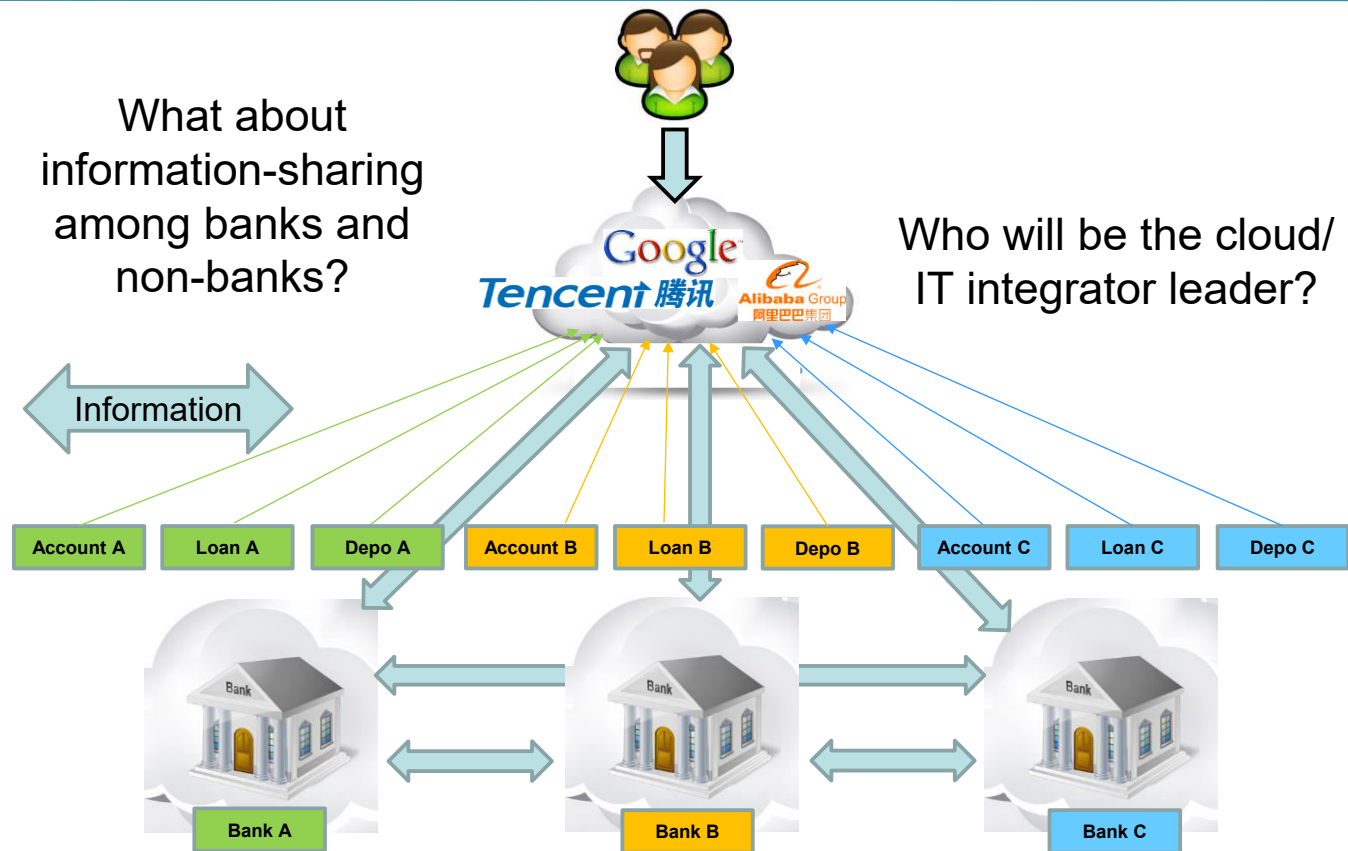 What about
information-sharing
among banks and
non-banks?
Google™
Tencent 腾讯
Alibaba Group
阿里巴巴集团
Who will be the cloud/
IT integrator leader?
Information
Account A
Loan A
Depo A
Account B
Loan B
Depo B
Account C
Loan C
Depo C
Bank
Bank
Bank
Bank A
Bank B
Bank C